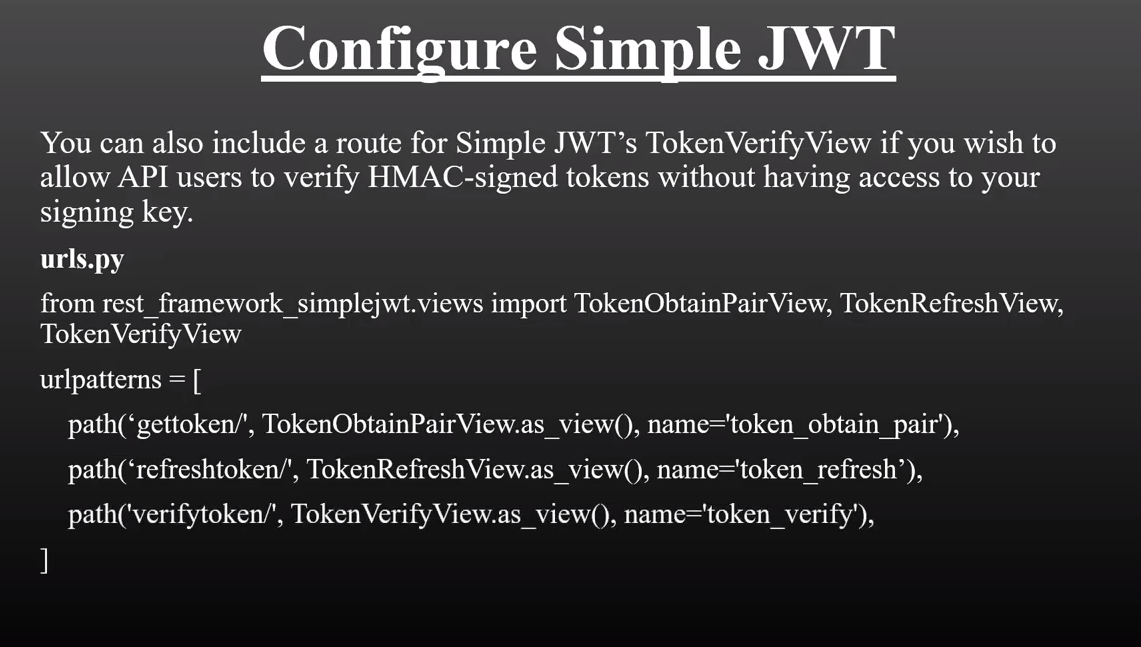 Configure Simple JWT
You can also include a route for Simple JWT’s TokenVerifyView if you wish to
allow API users to verify HMAC-signed tokens without having access to your
signing key.
urls.py
from rest_framework_simplejwt.views import TokenObtainPairView, TokenRefreshView,
TokenVerifyView
urlpatterns = [
path(‘gettoken/', TokenObtainPairView.as_view(), name='token_obtain_pair'),
path(‘refreshtoken/', TokenRefreshView.as_view(), name='token_refresh’),
path('verifytoken/', TokenVerifyView.as_view(), name='token_verify'),
]